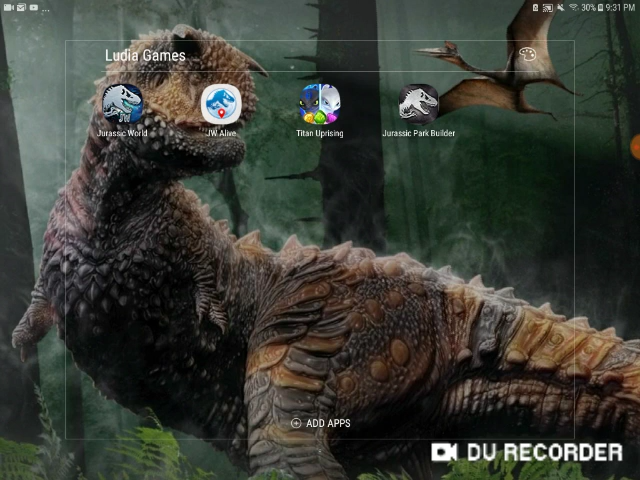 30% 9:31 PM
Ludia Games
Jurassic World
JW Alive
Titan Uprising
Jurassic Park Builder
ADD APPS
DU RECORDER